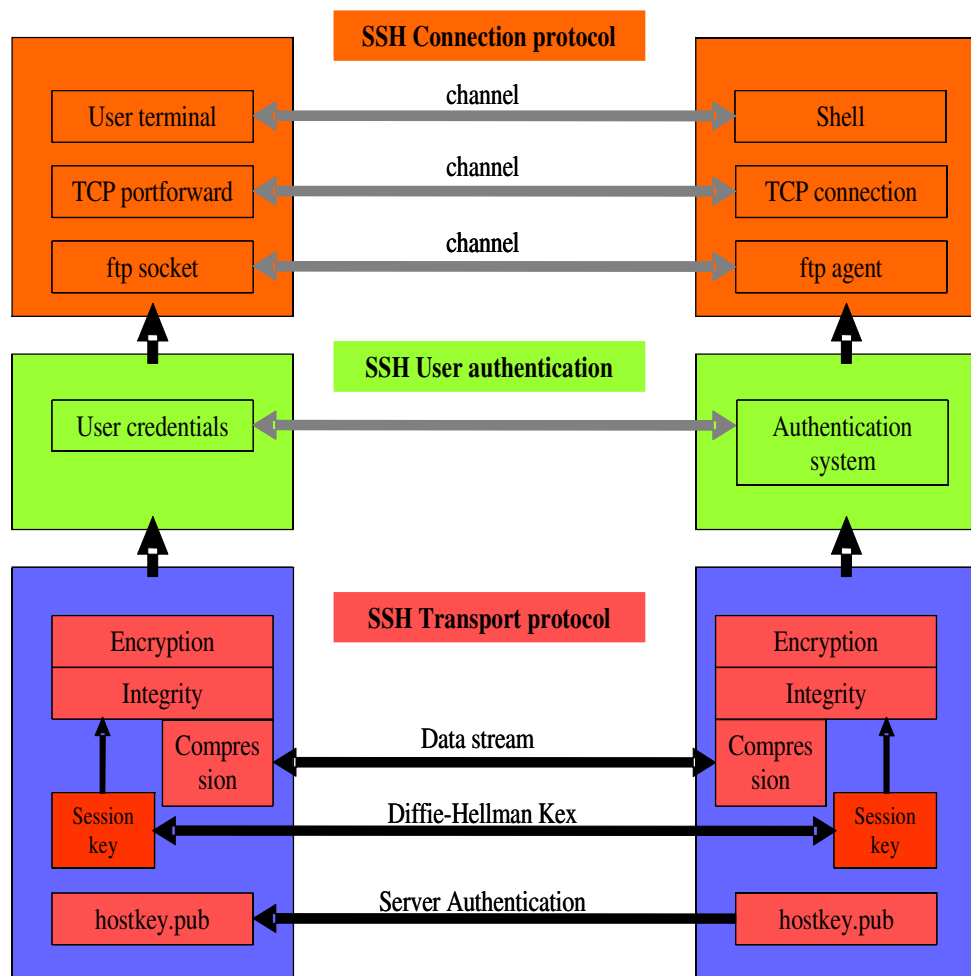 SSH Connection protocol
channel
User terminal
Shell
channel
TCP portforward
TCP connection
channel
ftp socket
ftp agent
SSH User authentication
User credentials
Authentication
system
SSH Transport protocol
Encryption
Encryption
Integrity
Integrity
Data stream
Compres
sion
Compres
sion
Diffie-Hellman Kex
Session
key
Session
key
Server Authentication
hostkey.pub
hostkey.pub